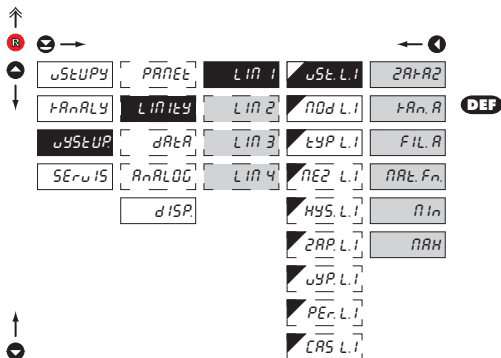 R
VSTUPY PAMET LIM 1 VST. L.1 ZAKAZ
KANALY LIMITY LIM 2 MOD L.1 KAN. A DEF
VYSTUP. DATA LIM 3 TYP L.1 FIL. A
SERVIS ANALOG LIM 4 MEZ L.1 MAT. FN.
DISP. HYS. L.1 MIN
ZAP. L.1 MAX
VYP. L.1
PER. L.1
CAS L.1